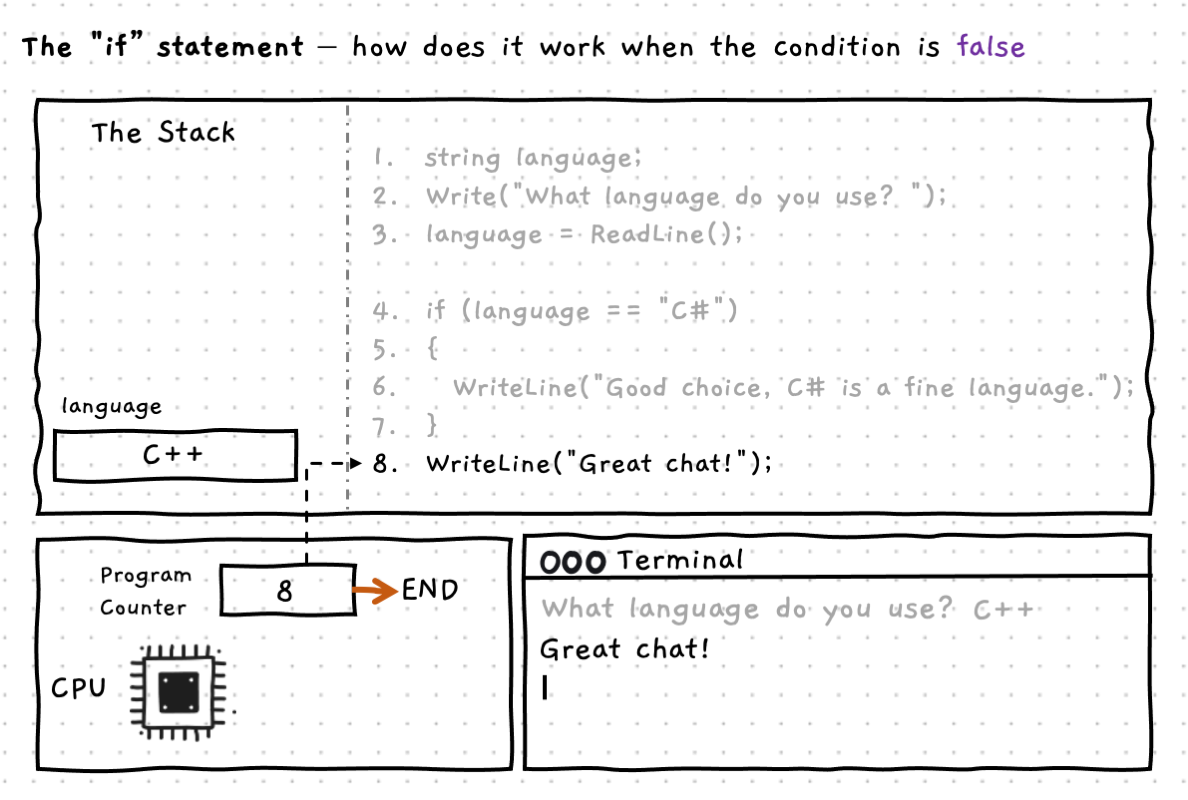 The "if” statement — how does it work when the condition is false
The Stack
1. string language;
2. Write("What language do you use? ");
3. language = ReadLine();
4. if (language == "C#")
5. {
6. WriteLine("Good choice, C# is a fine language.");
7. }
8. WriteLine("Great chat!");
language
C++
Program
Counter
8
END
CPU
Terminal
What language do you use? C++
Great chat!